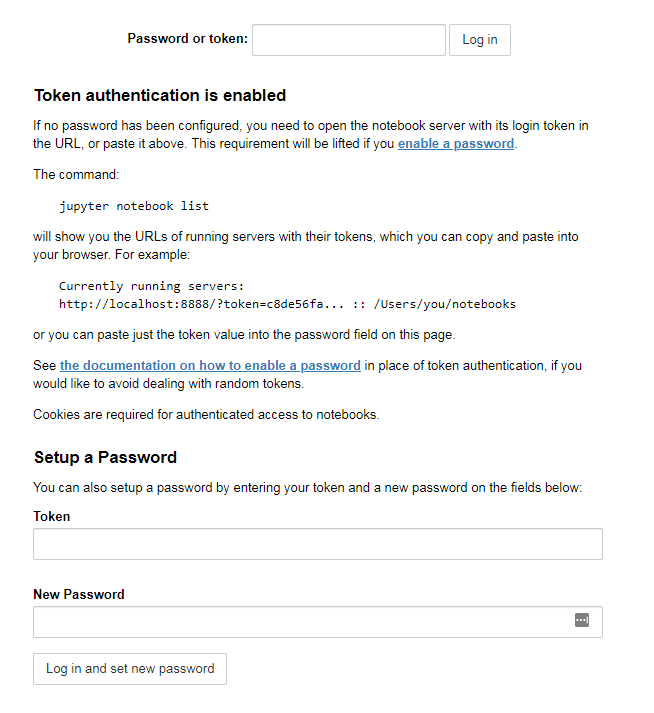 Password or token: Log in
Token authentication is enabled
If no password has been configured, you need to open the notebook server with its login token in
the URL, or paste it above. This requirement will be lifted if you enable a password.
The command:
jupyter notebook list
will show you the URLs of running servers with their tokens, which you can copy and paste into
your browser. For example:
Currently running servers:
http://localhost:8888/?token=c8de56fa... :: /Users/you/notebooks
or you can paste just the token value into the password field on this page.
See the documentation on how to enable a password in place of token authentication, if you
would like to avoid dealing with random tokens.
Cookies are required for authenticated access to notebooks.
Setup a Password
You can also setup a password by entering your token and a new password on the fields below:
Token
New Password
Log in and set new password